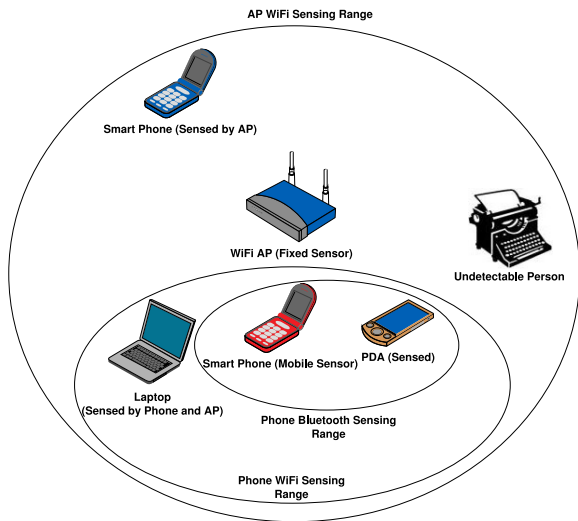 AP WiFi Sensing Range
Smart Phone (Sensed by AP)
WiFi AP (Fixed Sensor)
Undetectable Person
Smart Phone (Mobile Sensor)
PDA (Sensed)
Laptop
(Sensed by Phone and AP)
Phone Bluetooth Sensing
Range
Phone WiFi Sensing
Range